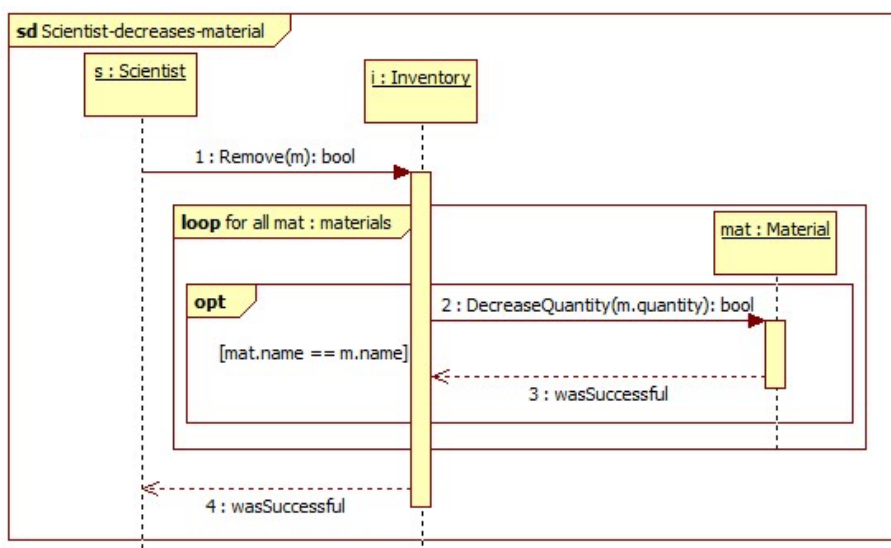 sd Scientist-decreases-material
s : Scientist
i : Inventory
1 : Remove(m): bool
loop for all mat : materials
mat : Material
opt
2 : DecreaseQuantity(m.quantity): bool
[mat.name == m.name]
3 : wasSuccessful
4 : wasSuccessful